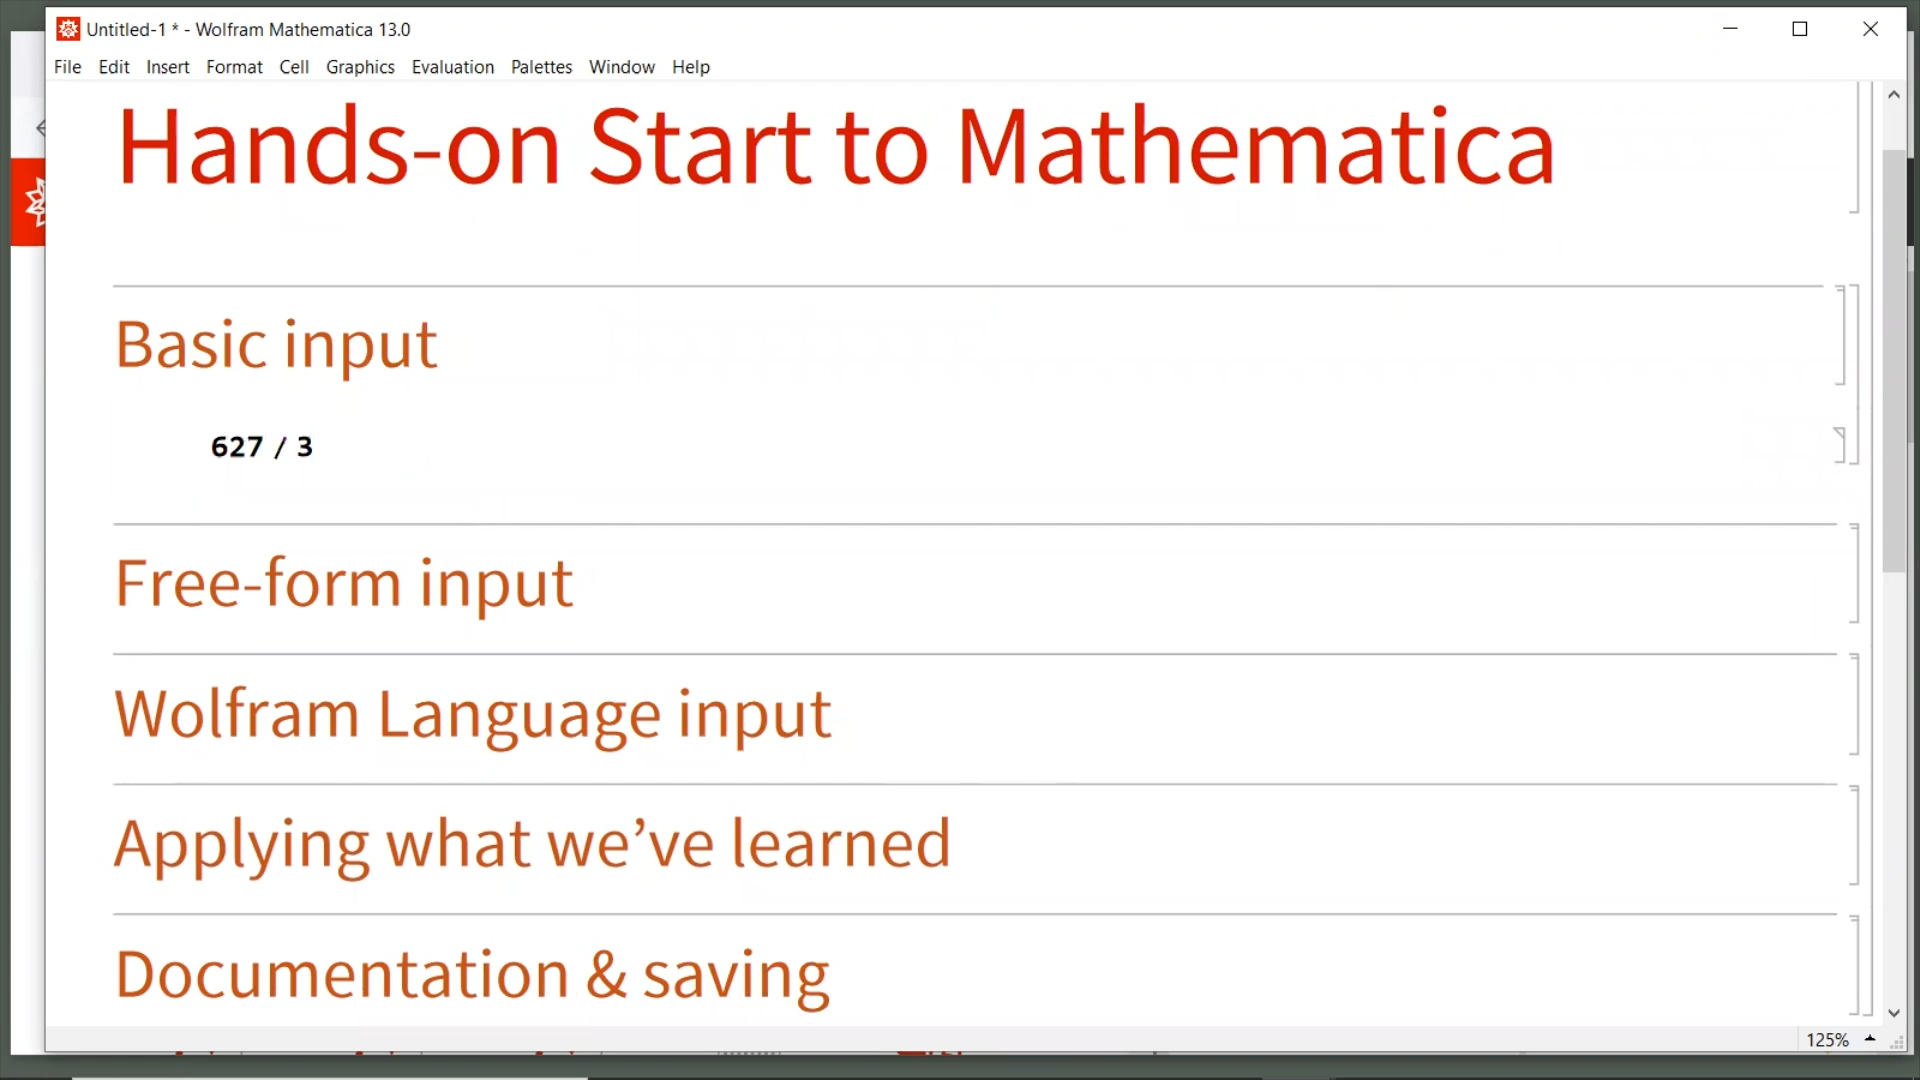 Untitled-1 * - Wolfram Mathematica 13.0
File Edit Insert Format Cell Graphics Evaluation Palettes Window Help
Hands-on Start to Mathematica
Basic input
627 / 3
Free-form input
Wolfram Language input
Applying what we’ve learned
Documentation & saving
125%